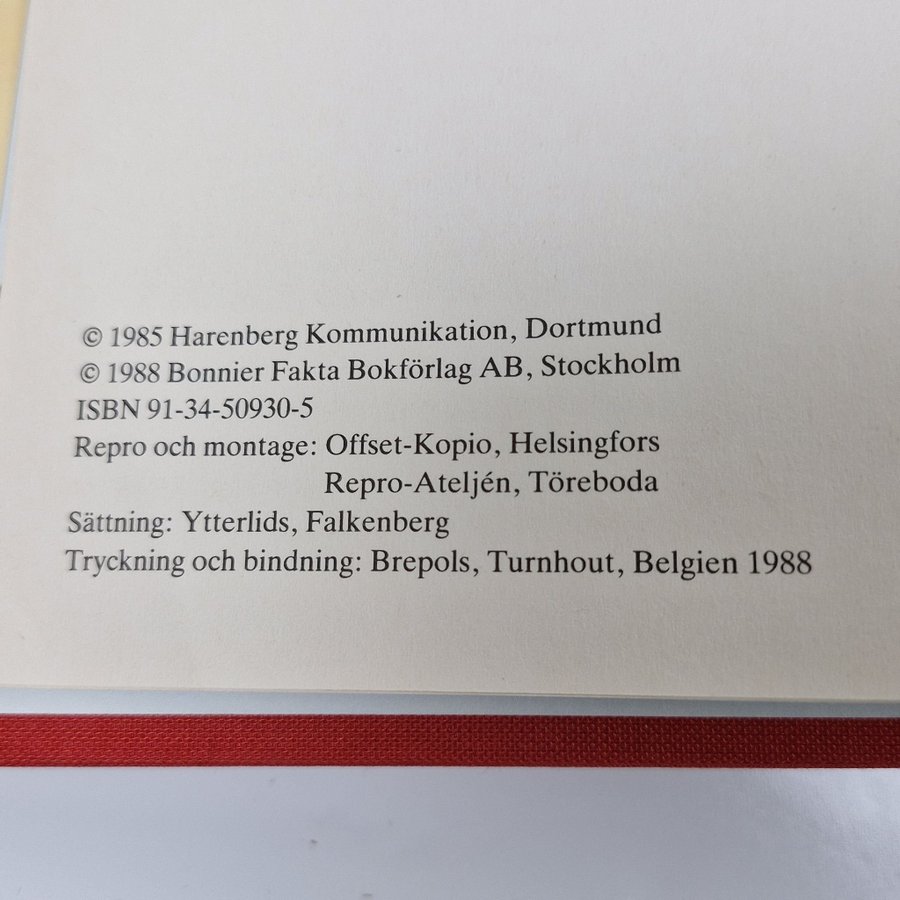 © 1985 Harenberg Kommunikation, Dortmund
© 1988 Bonnier Fakta Bokförlag AB, Stockholm
ISBN 91-34-50930-5
Repro och montage: Offset-Kopio, Helsingfors
Repro-Ateljén, Töreboda
Sättning: Ytterlids, Falkenberg
Tryckning och bindning: Brepols, Turnhout, Belgien 1988